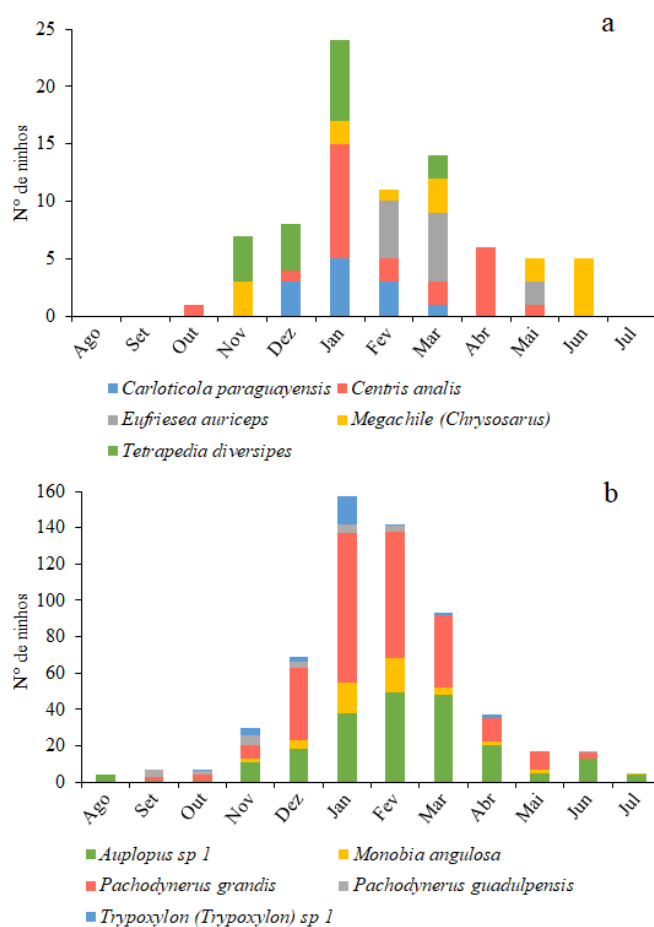 a
25
20
15
10
5
0
N° de ninhos
Ago Set Out Nov Dez Jan Fev Mar Abr Mai Jun Jul
Carloticola paraguayensis Centris analis
Eufriesea auriceps Megachile (Chrysosarus)
Tetrapedia diversipes
b
160
140
120
100
80
60
40
20
0
N° de ninhos
Ago Set Out Nov Dez Jan Fev Mar Abr Mai Jun Jul
Auplopus sp 1 Monobia angulosa
Pachodynerus grandis Pachodynerus guadulpensis
Trypoxylon (Trypoxylon) sp 1